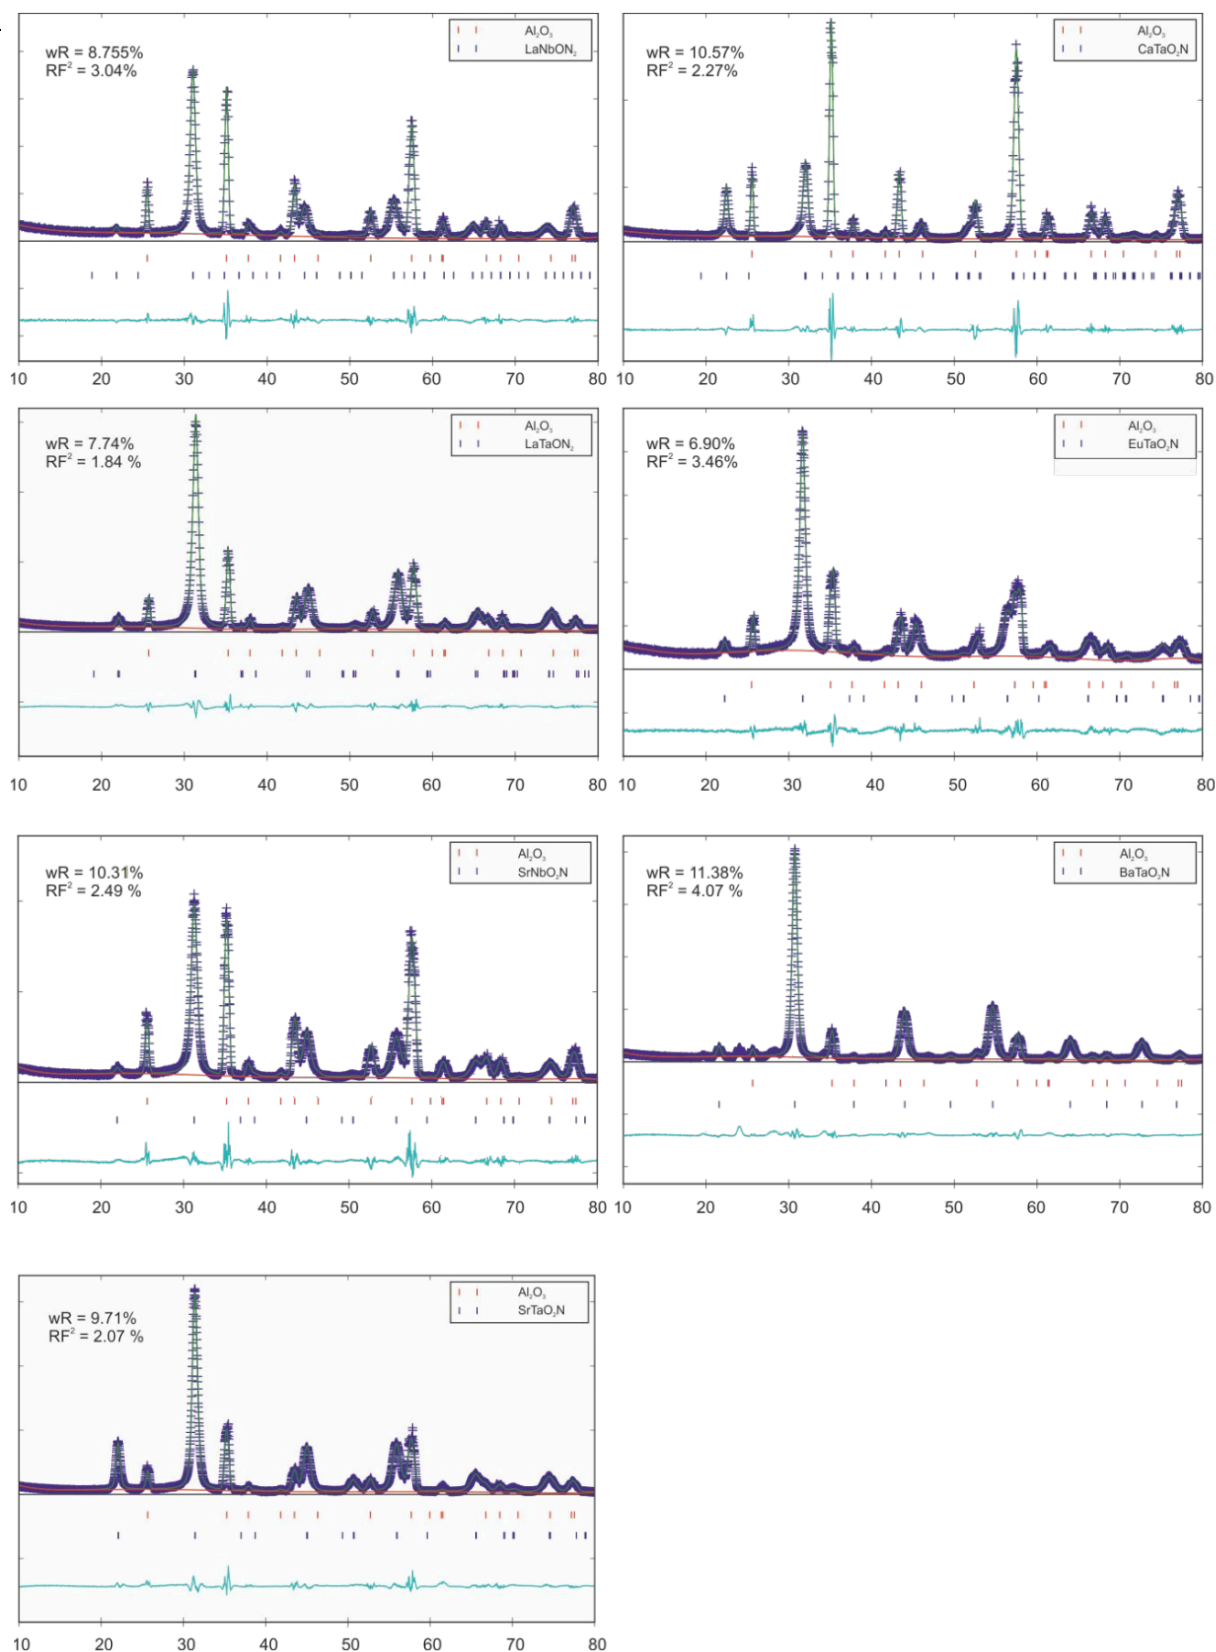 Al₂O₃
LaNbON₂
wR = 8.755%
RF² = 3.04%
10 20 30 40 50 60 70 80
Al₂O₃
CaTaO₂N
wR = 10.57%
RF² = 2.27%
10 20 30 40 50 60 70 80
Al₂O₃
LaTaON₂
wR = 7.74%
RF² = 1.84 %
10 20 30 40 50 60 70 80
Al₂O₃
EuTaO₂N
wR = 6.90%
RF² = 3.46%
10 20 30 40 50 60 70 80
Al₂O₃
SrNbO₂N
wR = 10.31%
RF² = 2.49 %
10 20 30 40 50 60 70 80
Al₂O₃
BaTaO₂N
wR = 11.38%
RF² = 4.07 %
10 20 30 40 50 60 70 80
Al₂O₃
SrTaO₂N
wR = 9.71%
RF² = 2.07 %
10 20 30 40 50 60 70 80